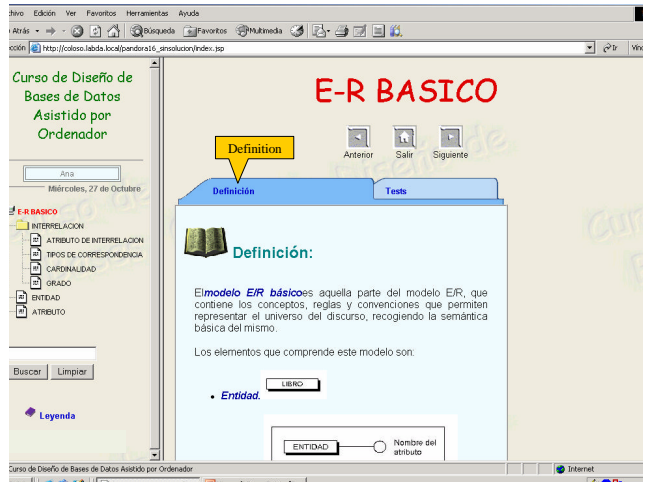 Edición Ver Favoritos Herramientas Ayuda
Atrás Búsqueda Favoritos Multimedia
http://coloso.labda.local/pandora16_sinsolucion/index.jsp Ir
Curso de Diseño de
Bases de Datos
Asistido por
Ordenador
Ana
Miércoles, 27 de Octubre
E-R BASICO
INTERRELACION
ATRIBUTO DE INTERRELACION
TIPOS DE CORRESPONDENCIA
CARDINALIDAD
GRADO
ENTIDAD
ATRIBUTO
Buscar Limpiar
Leyenda
E-R BASICO
Anterior Salir Siguiente
Definition
Definición Tests
Definición:
Elmodelo E/R básicoes aquella parte del modelo E/R, que
contiene los conceptos, reglas y convenciones que permiten
representar el universo del discurso, recogiendo la semántica
básica del mismo.
Los elementos que comprende este modelo son:
• Entidad. LIBRO
ENTIDAD Nombre del
atributo
Curso de Diseño de Bases de Datos Asistido por Ordenador Internet